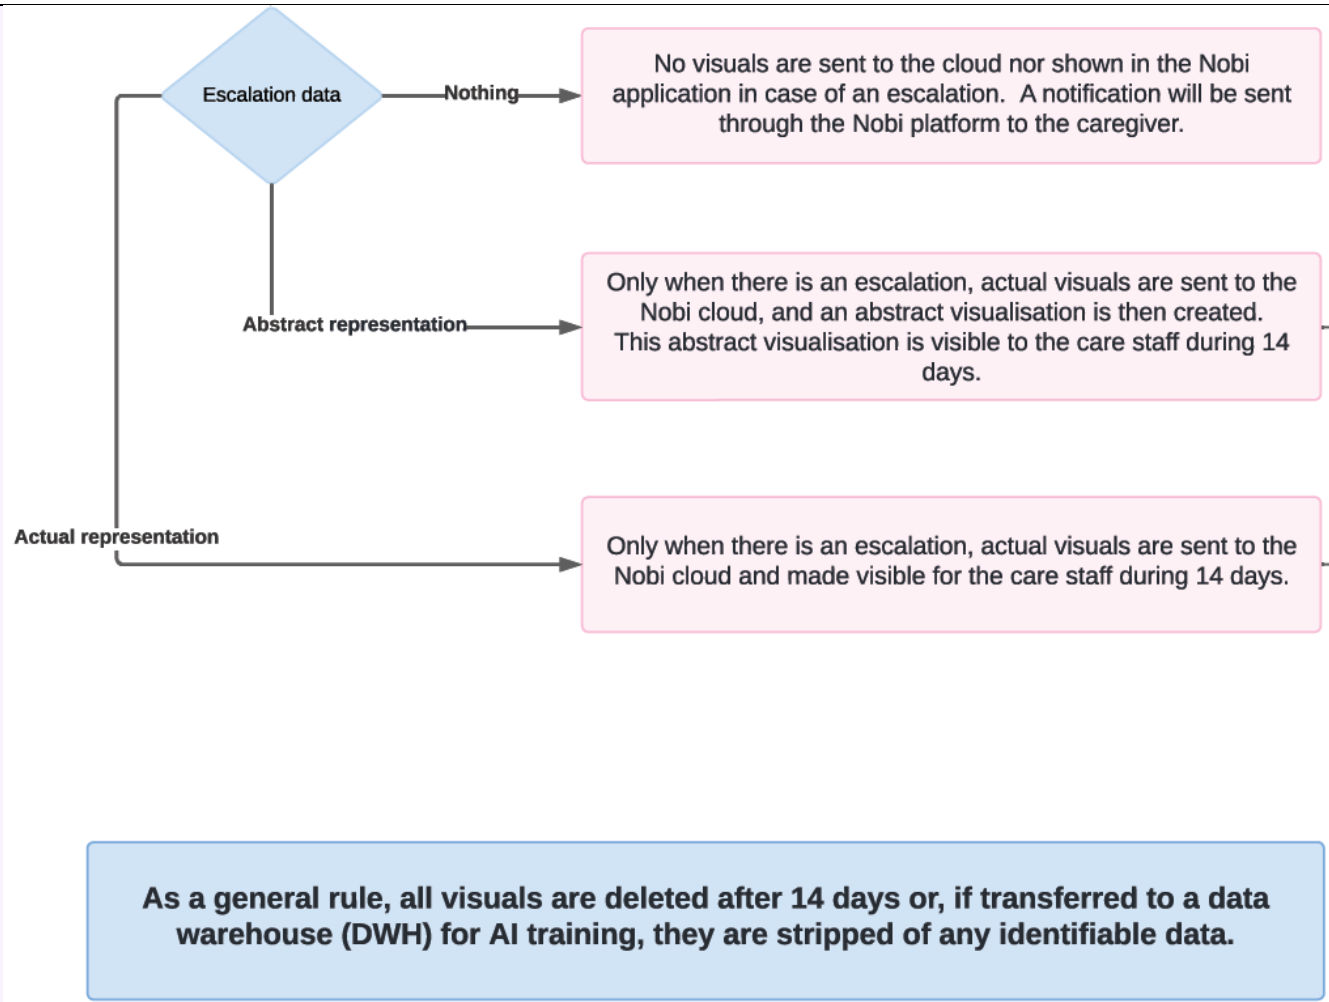 Escalation data
Nothing
No visuals are sent to the cloud nor shown in the Nobi
application in case of an escalation.  A notification will be sent
through the Nobi platform to the caregiver.
Abstract representation
Only when there is an escalation, actual visuals are sent to the
Nobi cloud, and an abstract visualisation is then created.
This abstract visualisation is visible to the care staff during 14
days.
Actual representation
Only when there is an escalation, actual visuals are sent to the
Nobi cloud and made visible for the care staff during 14 days.
As a general rule, all visuals are deleted after 14 days or, if transferred to a data
warehouse (DWH) for AI training, they are stripped of any identifiable data.